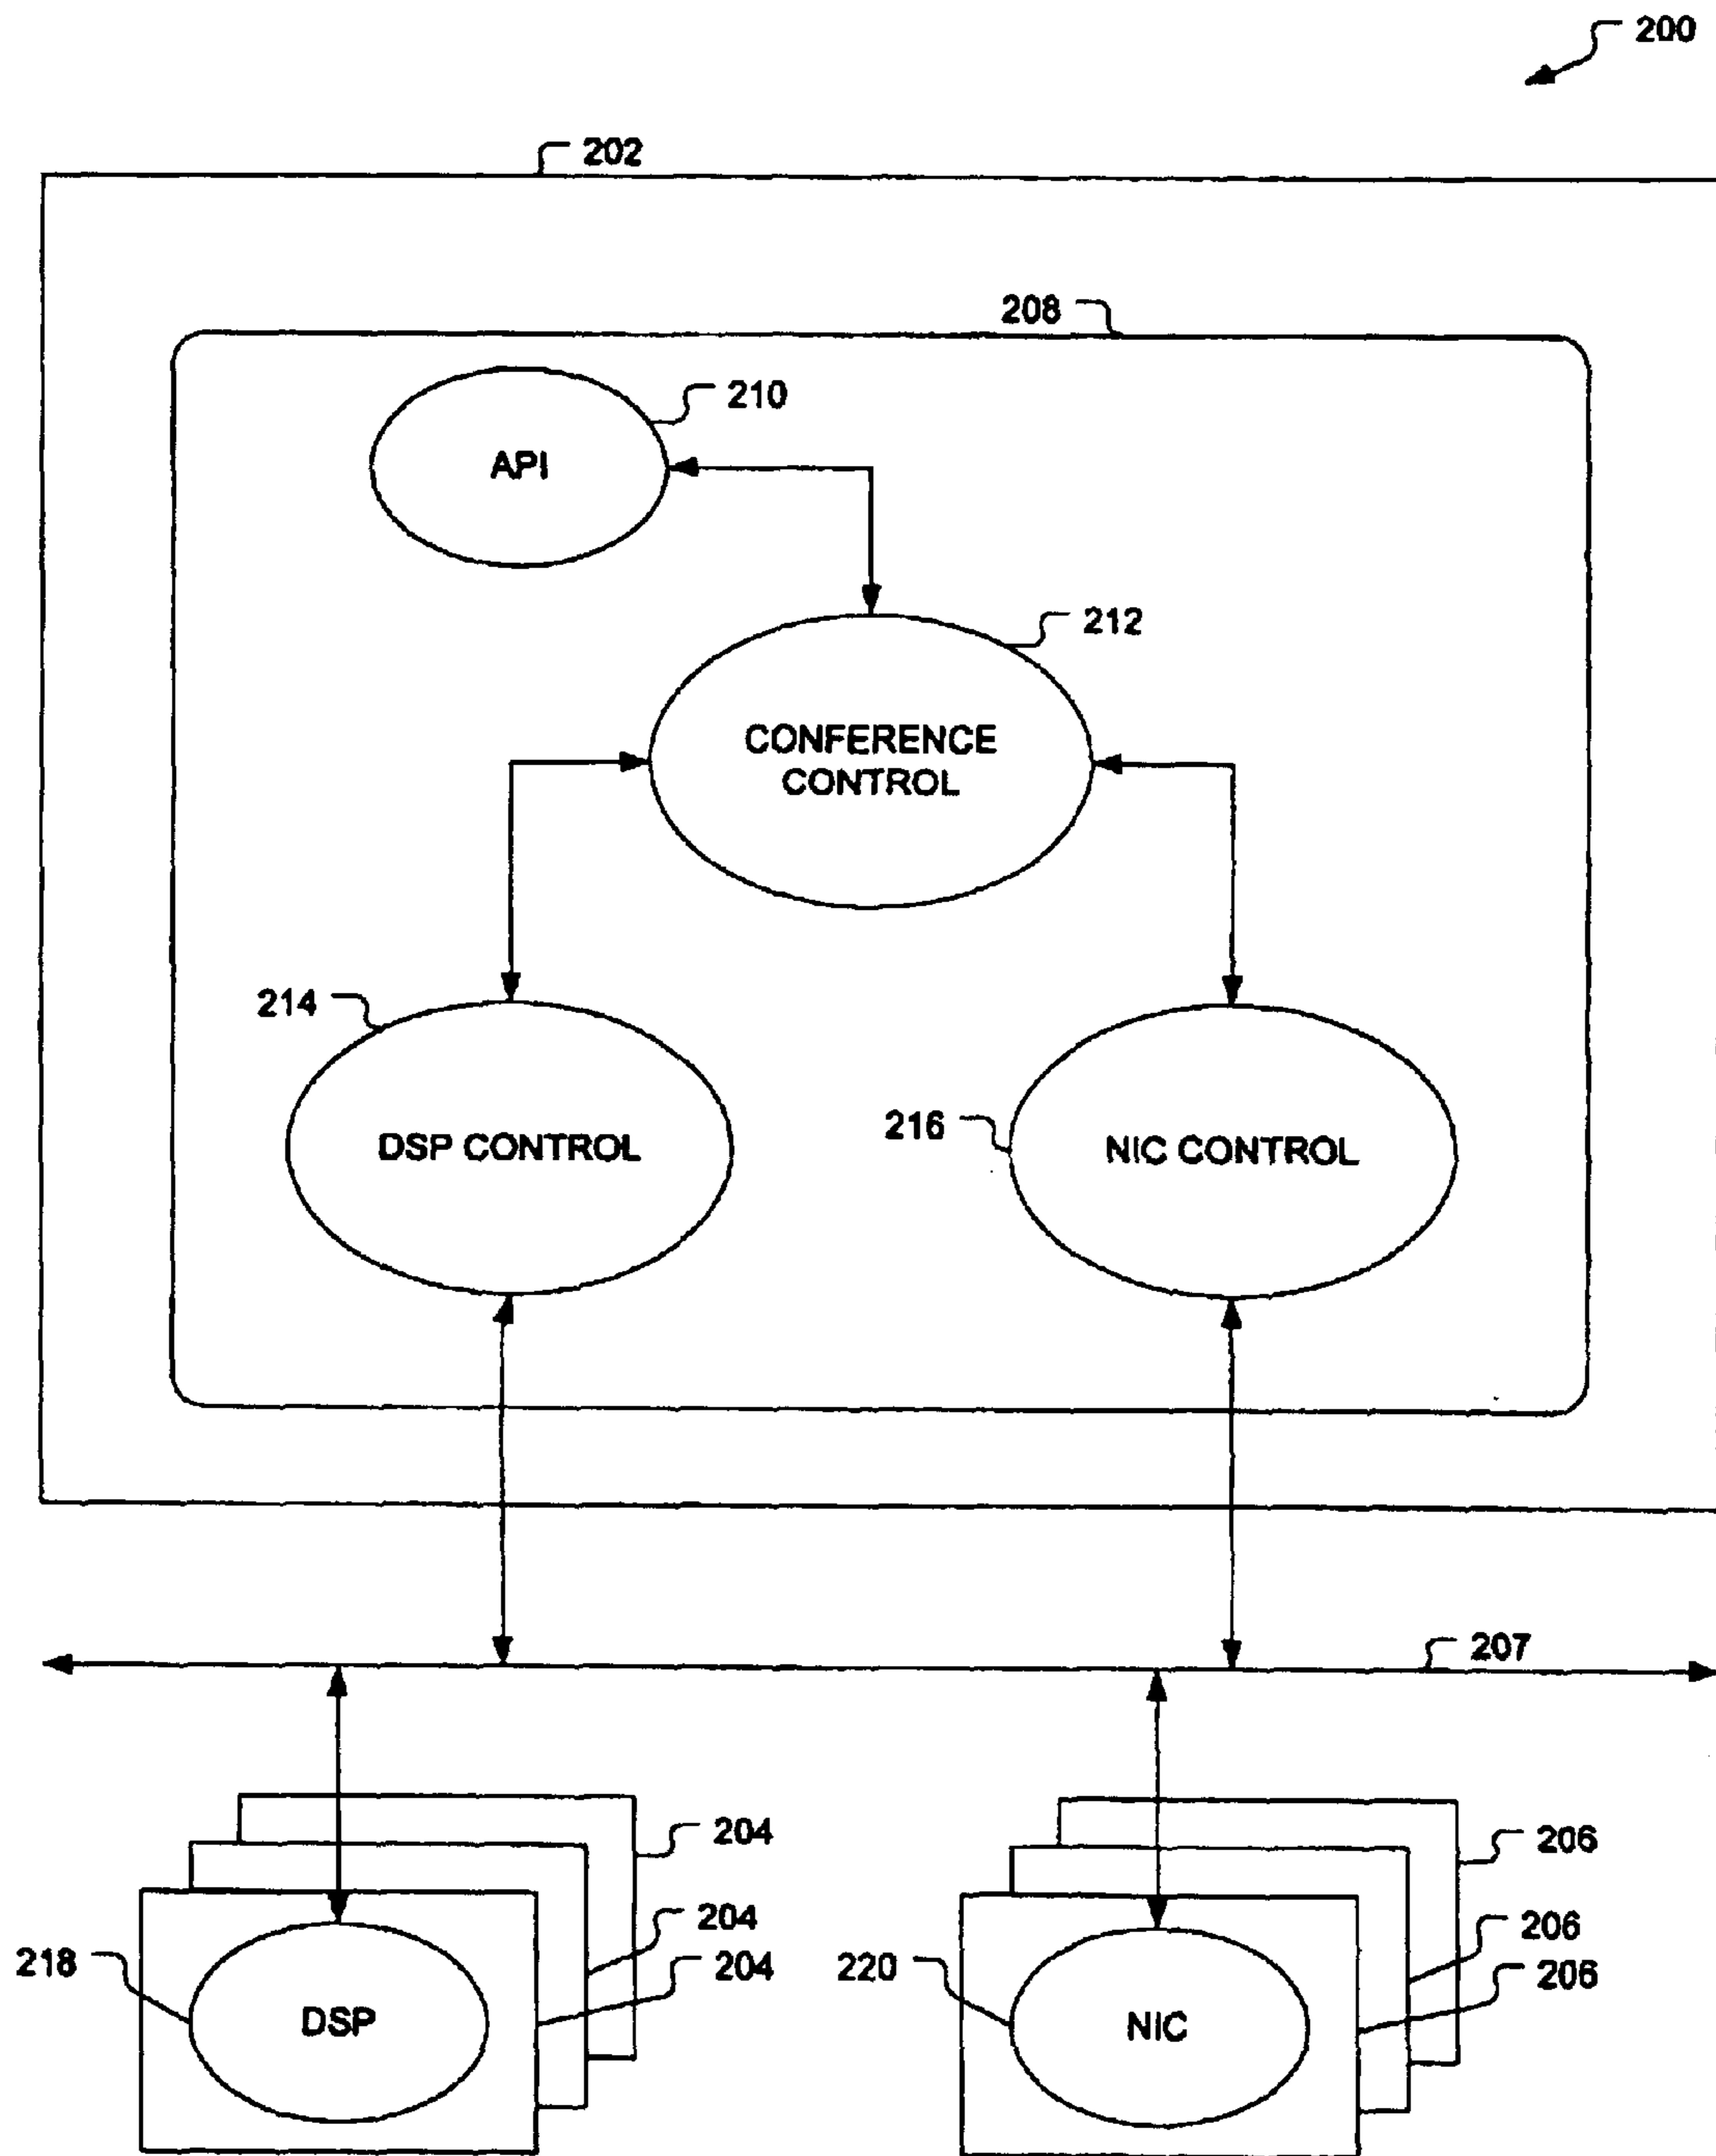 200
202
208
210
API
212
CONFERENCE
CONTROL
214
DSP CONTROL
216
NIC CONTROL
207
204
206
204
206
218
204
220
206
DSP
NIC